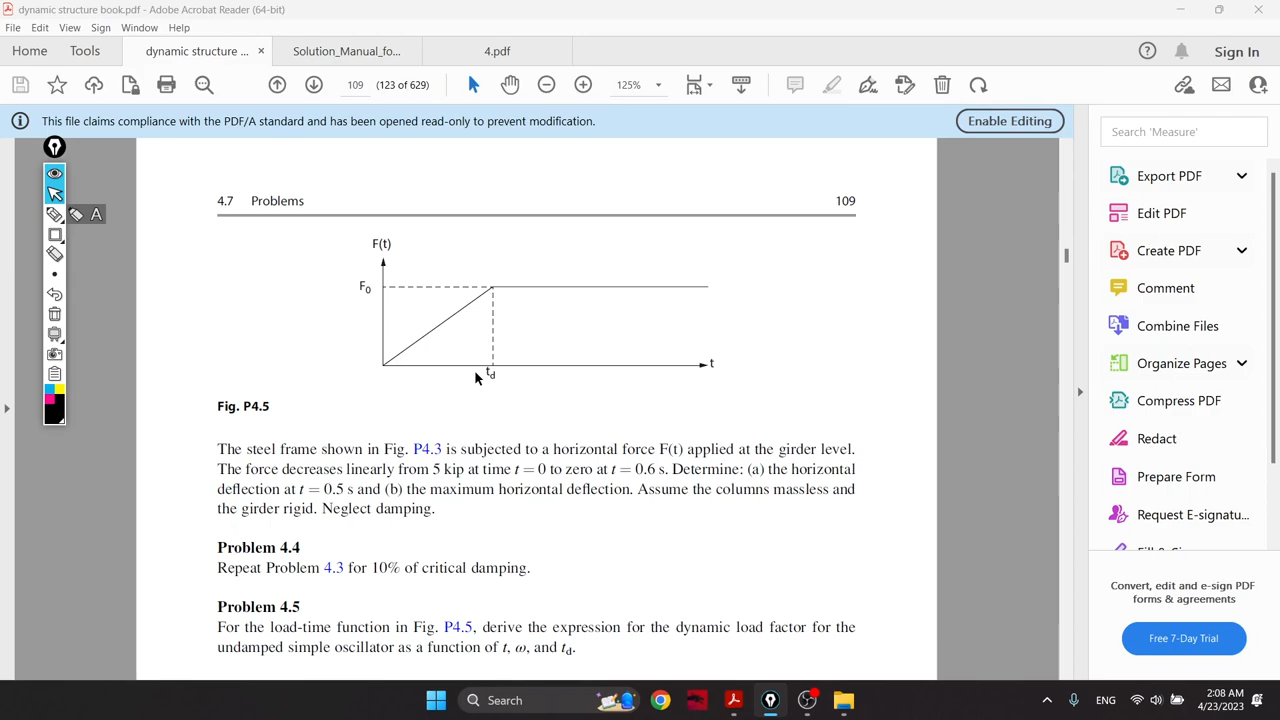 dynamic structure book.pdf - Adobe Acrobat Reader (64-bit)
File Edit View Sign Window Help
Home Tools dynamic structure ... × Solution_Manual_fo... 4.pdf Sign In
109 (123 of 629) 125%
This file claims compliance with the PDF/A standard and has been opened read-only to prevent modification. Enable Editing
Search 'Measure'
Export PDF
Edit PDF
Create PDF
Comment
Combine Files
Organize Pages
Compress PDF
Redact
Prepare Form
Request E-signatu...
Convert, edit and e-sign PDF
forms & agreements
Free 7-Day Trial
A
4.7 Problems 109
F(t)
F0
t
td
Fig. P4.5
The steel frame shown in Fig. P4.3 is subjected to a horizontal force F(t) applied at the girder level.
The force decreases linearly from 5 kip at time t = 0 to zero at t = 0.6 s. Determine: (a) the horizontal
deflection at t = 0.5 s and (b) the maximum horizontal deflection. Assume the columns massless and
the girder rigid. Neglect damping.
Problem 4.4
Repeat Problem 4.3 for 10% of critical damping.
Problem 4.5
For the load-time function in Fig. P4.5, derive the expression for the dynamic load factor for the
undamped simple oscillator as a function of t, ω, and td.
Search
ENG
2:08 AM
4/23/2023